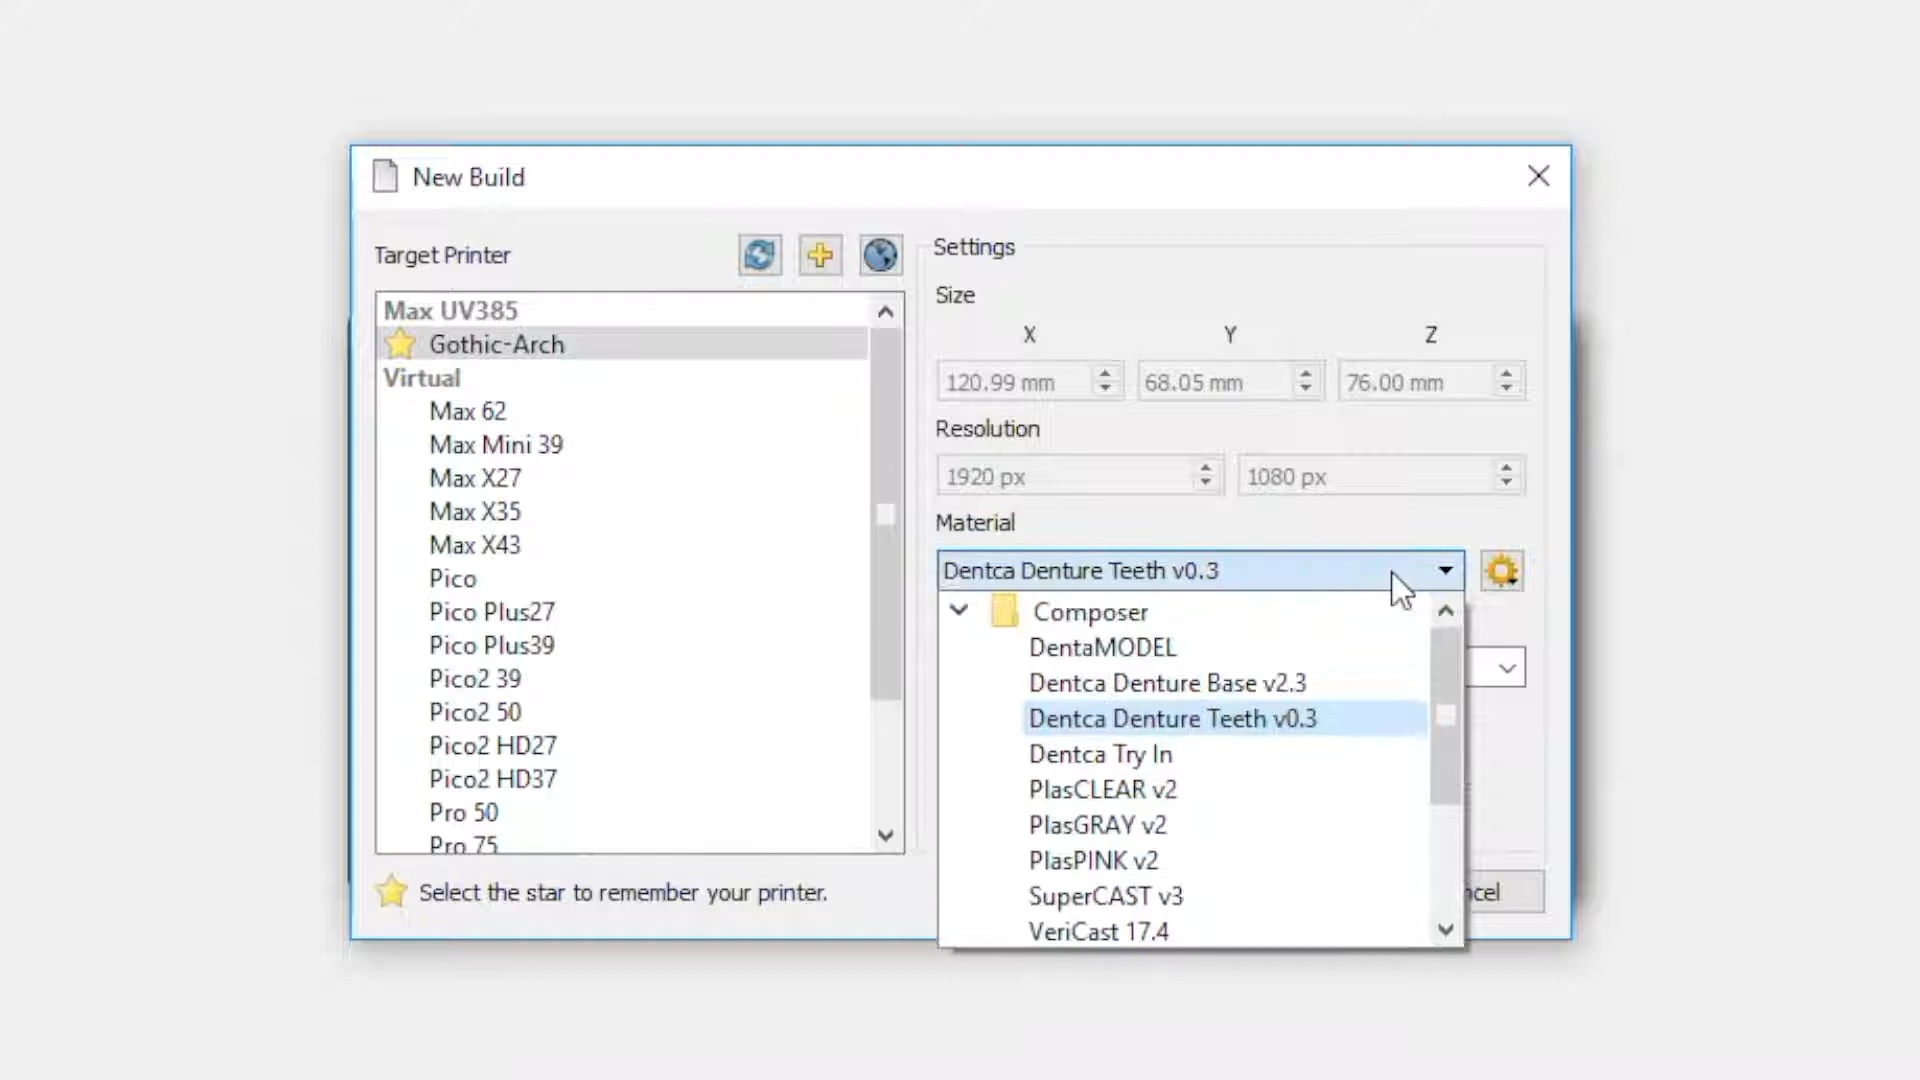 New Build
Target Printer
Max UV385
Gothic-Arch
Virtual
Max 62
Max Mini 39
Max X27
Max X35
Max X43
Pico
Pico Plus27
Pico Plus39
Pico2 39
Pico2 50
Pico2 HD27
Pico2 HD37
Pro 50
Pro 75
Select the star to remember your printer.
Settings
Size
X Y Z
120.99 mm 68.05 mm 76.00 mm
Resolution
1920 px 1080 px
Material
Dentca Denture Teeth v0.3
Composer
DentaMODEL
Dentca Denture Base v2.3
Dentca Denture Teeth v0.3
Dentca Try In
PlasCLEAR v2
PlasGRAY v2
PlasPINK v2
SuperCAST v3
VeriCast 17.4